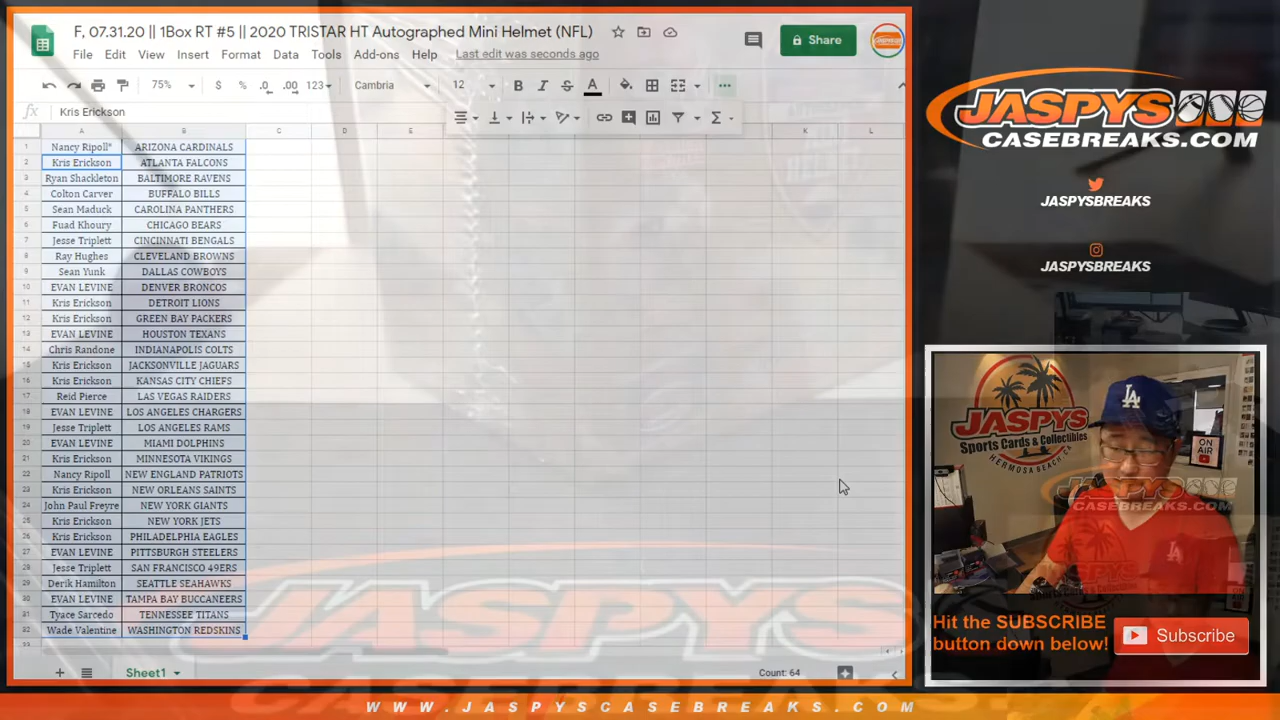 F, 07.31.20 || 1Box RT #5 || 2020 TRISTAR HT Autographed Mini Helmet (NFL)
File Edit View Insert Format Data Tools Add-ons Help Last edit was seconds ago
Share
75% $ % .0 .00 123 Cambria 12 B I S A
fx Kris Erickson
A B C D E K L
1 Nancy Ripoll* ARIZONA CARDINALS
2 Kris Erickson ATLANTA FALCONS
3 Ryan Shackleton BALTIMORE RAVENS
4 Colton Carver BUFFALO BILLS
5 Sean Maduck CAROLINA PANTHERS
6 Fuad Khoury CHICAGO BEARS
7 Jesse Triplett CINCINNATI BENGALS
8 Ray Hughes CLEVELAND BROWNS
9 Sean Yunk DALLAS COWBOYS
10 EVAN LEVINE DENVER BRONCOS
11 Kris Erickson DETROIT LIONS
12 Kris Erickson GREEN BAY PACKERS
13 EVAN LEVINE HOUSTON TEXANS
14 Chris Randone INDIANAPOLIS COLTS
15 Kris Erickson JACKSONVILLE JAGUARS
16 Kris Erickson KANSAS CITY CHIEFS
17 Reid Pierce LAS VEGAS RAIDERS
18 EVAN LEVINE LOS ANGELES CHARGERS
19 Jesse Triplett LOS ANGELES RAMS
20 EVAN LEVINE MIAMI DOLPHINS
21 Kris Erickson MINNESOTA VIKINGS
22 Nancy Ripoll NEW ENGLAND PATRIOTS
23 Kris Erickson NEW ORLEANS SAINTS
24 John Paul Freyre NEW YORK GIANTS
25 Kris Erickson NEW YORK JETS
26 Kris Erickson PHILADELPHIA EAGLES
27 EVAN LEVINE PITTSBURGH STEELERS
28 Jesse Triplett SAN FRANCISCO 49ERS
29 Derik Hamilton SEATTLE SEAHAWKS
30 EVAN LEVINE TAMPA BAY BUCCANEERS
31 Tyace Sarcedo TENNESSEE TITANS
32 Wade Valentine WASHINGTON REDSKINS
Sheet1
Count: 64
JASPYS
CASEBREAKS.COM
WWW.JASPYSCASEBREAKS.COM
JASPYS
CASEBREAKS.COM
JASPYSBREAKS
JASPYSBREAKS
JASPYS
Sports Cards & Collectibles
HERMOSA BEACH, CA
LA
ON
AIR
JASPYS
CASEBREAKS.COM
LA
Hit the SUBSCRIBE
button down below!
Subscribe